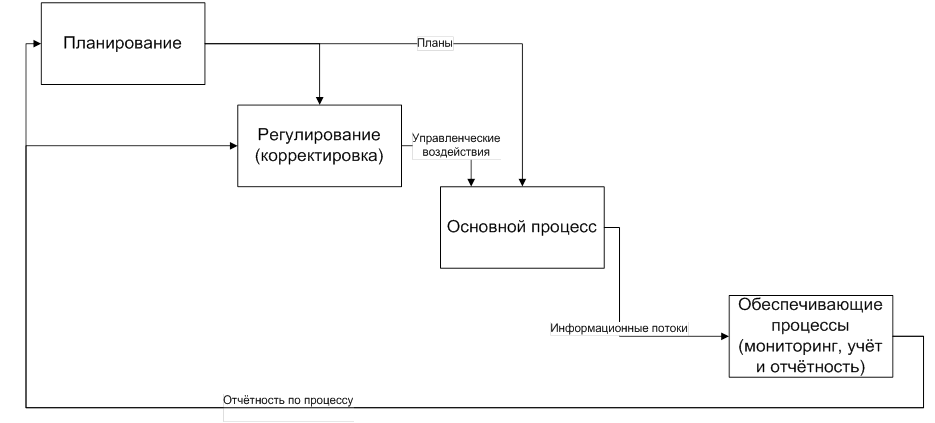 Планирование
Планы
Регулирование
(корректировка)
Управленческие
воздействия
Основной процесс
Обеспечивающие
процессы
(мониторинг, учёт
и отчётность)
Информационные потоки
Отчётность по процессу